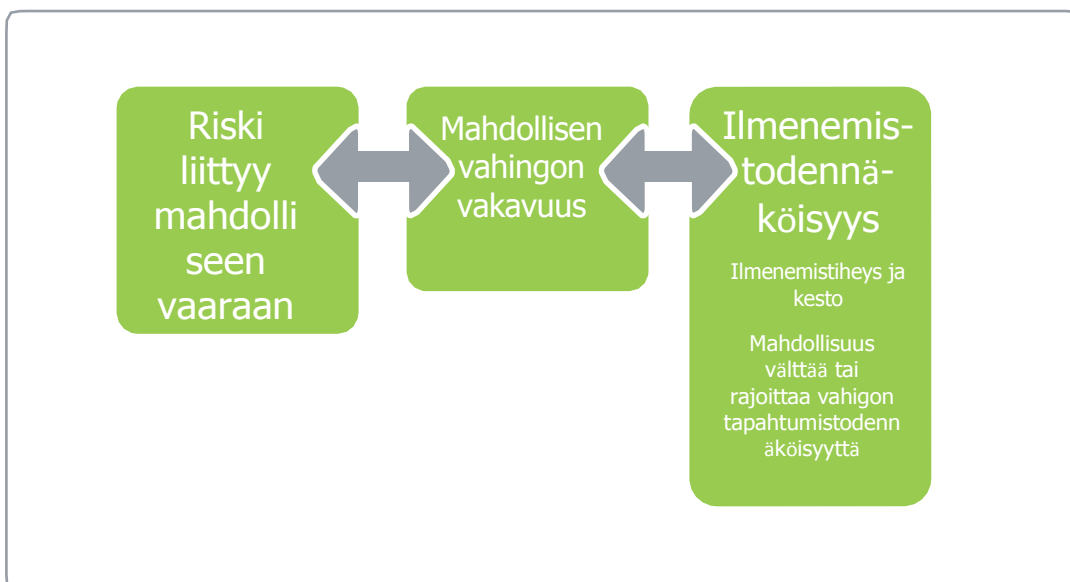 Riski
liittyy
mahdolli
seen
vaaraan
Mahdollisen
vahingon
vakavuus
Ilmenemis-
todennä-
köisyys
Ilmenemistiheys ja
kesto
Mahdollisuus
välttää tai
rajoittaa vahigon
tapahtumistodenn
äköisyyttä